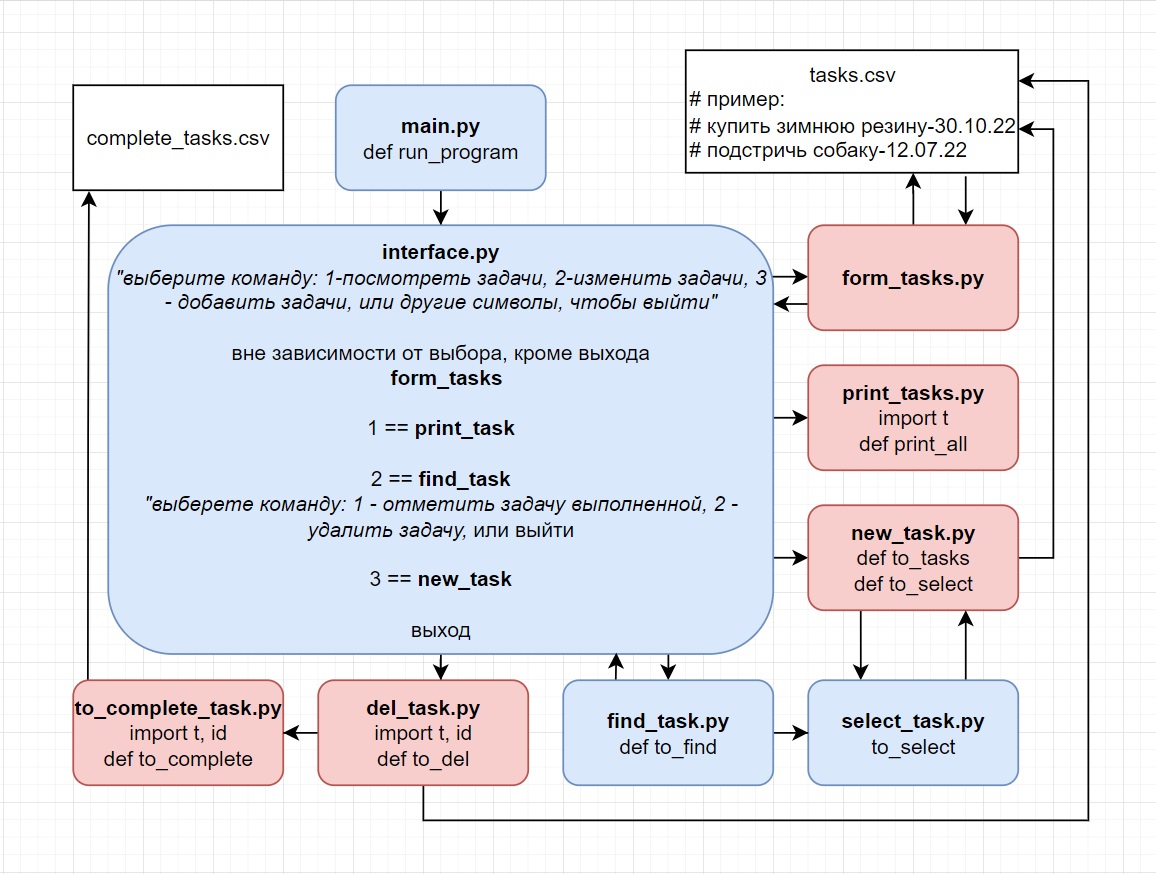 complete_tasks.csv
main.py
def run_program
tasks.csv
# пример:
# купить зимнюю резину-30.10.22
# подстричь собаку-12.07.22
interface.py
"выберите команду: 1-посмотреть задачи, 2-изменить задачи, 3
- добавить задачи, или другие символы, чтобы выйти"
вне зависимости от выбора, кроме выхода
form_tasks
1 == print_task
2 == find_task
"выберете команду: 1 - отметить задачу выполненной, 2 -
удалить задачу, или выйти
3 == new_task
выход
form_tasks.py
print_tasks.py
import t
def print_all
new_task.py
def to_tasks
def to_select
to_complete_task.py
import t, id
def to_complete
del_task.py
import t, id
def to_del
find_task.py
def to_find
select_task.py
to_select